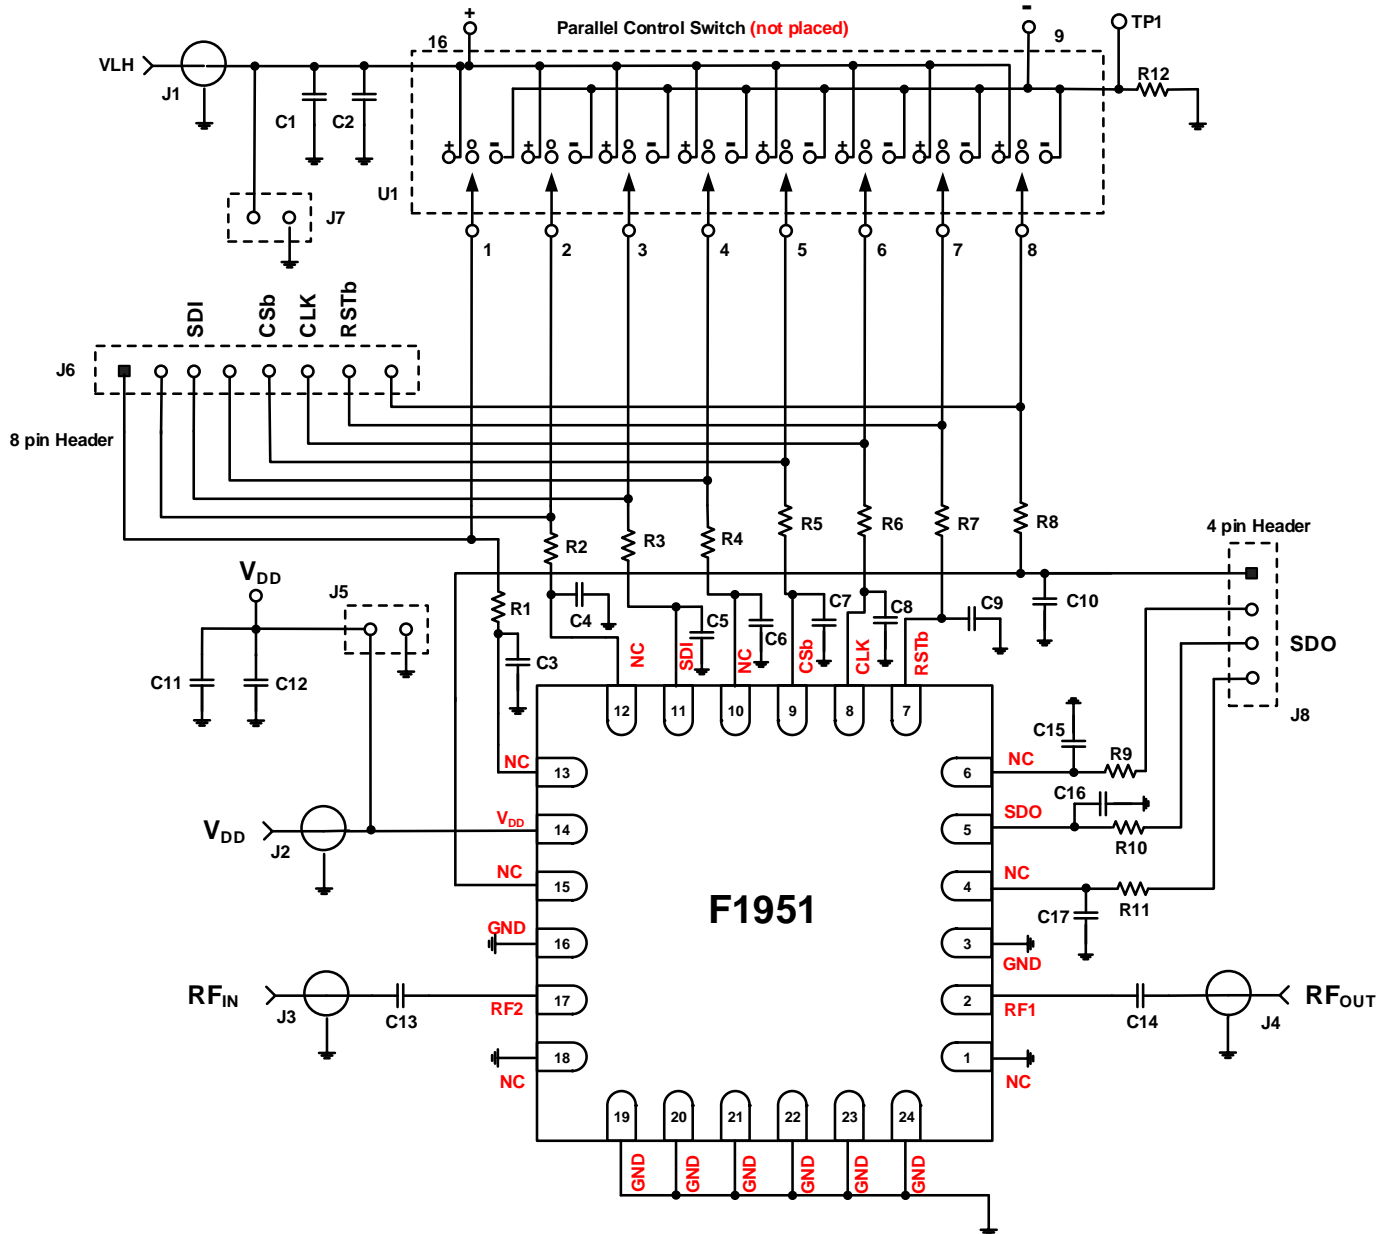 +
Parallel Control Switch (not placed)
-
TP1
16
9
VLH
J1
C1
C2
R12
+ o - + o - + o - + o - + o - + o - + o - + o -
U1
J7
1
2
3
4
5
6
7
8
SDI
CSb
CLK
RSTb
J6
8 pin Header
R2
R3
R4
R5
R6
R7
R8
4 pin Header
VDD
J5
R1
C4
C5
C6
C7
C8
C9
C10
C3
NC
SDI
NC
CSb
CLK
RSTb
SDO
C11
C12
12
11
10
9
8
7
J8
C15
NC
13
6
NC
R9
C16
VDD
J2
VDD
14
5
SDO
R10
NC
15
4
NC
R11
F1951
C17
GND
16
3
GND
RFIN
J3
C13
RF2
17
2
RF1
C14
J4
RFOUT
18
NC
1
NC
19
20
21
22
23
24
GND
GND
GND
GND
GND
GND